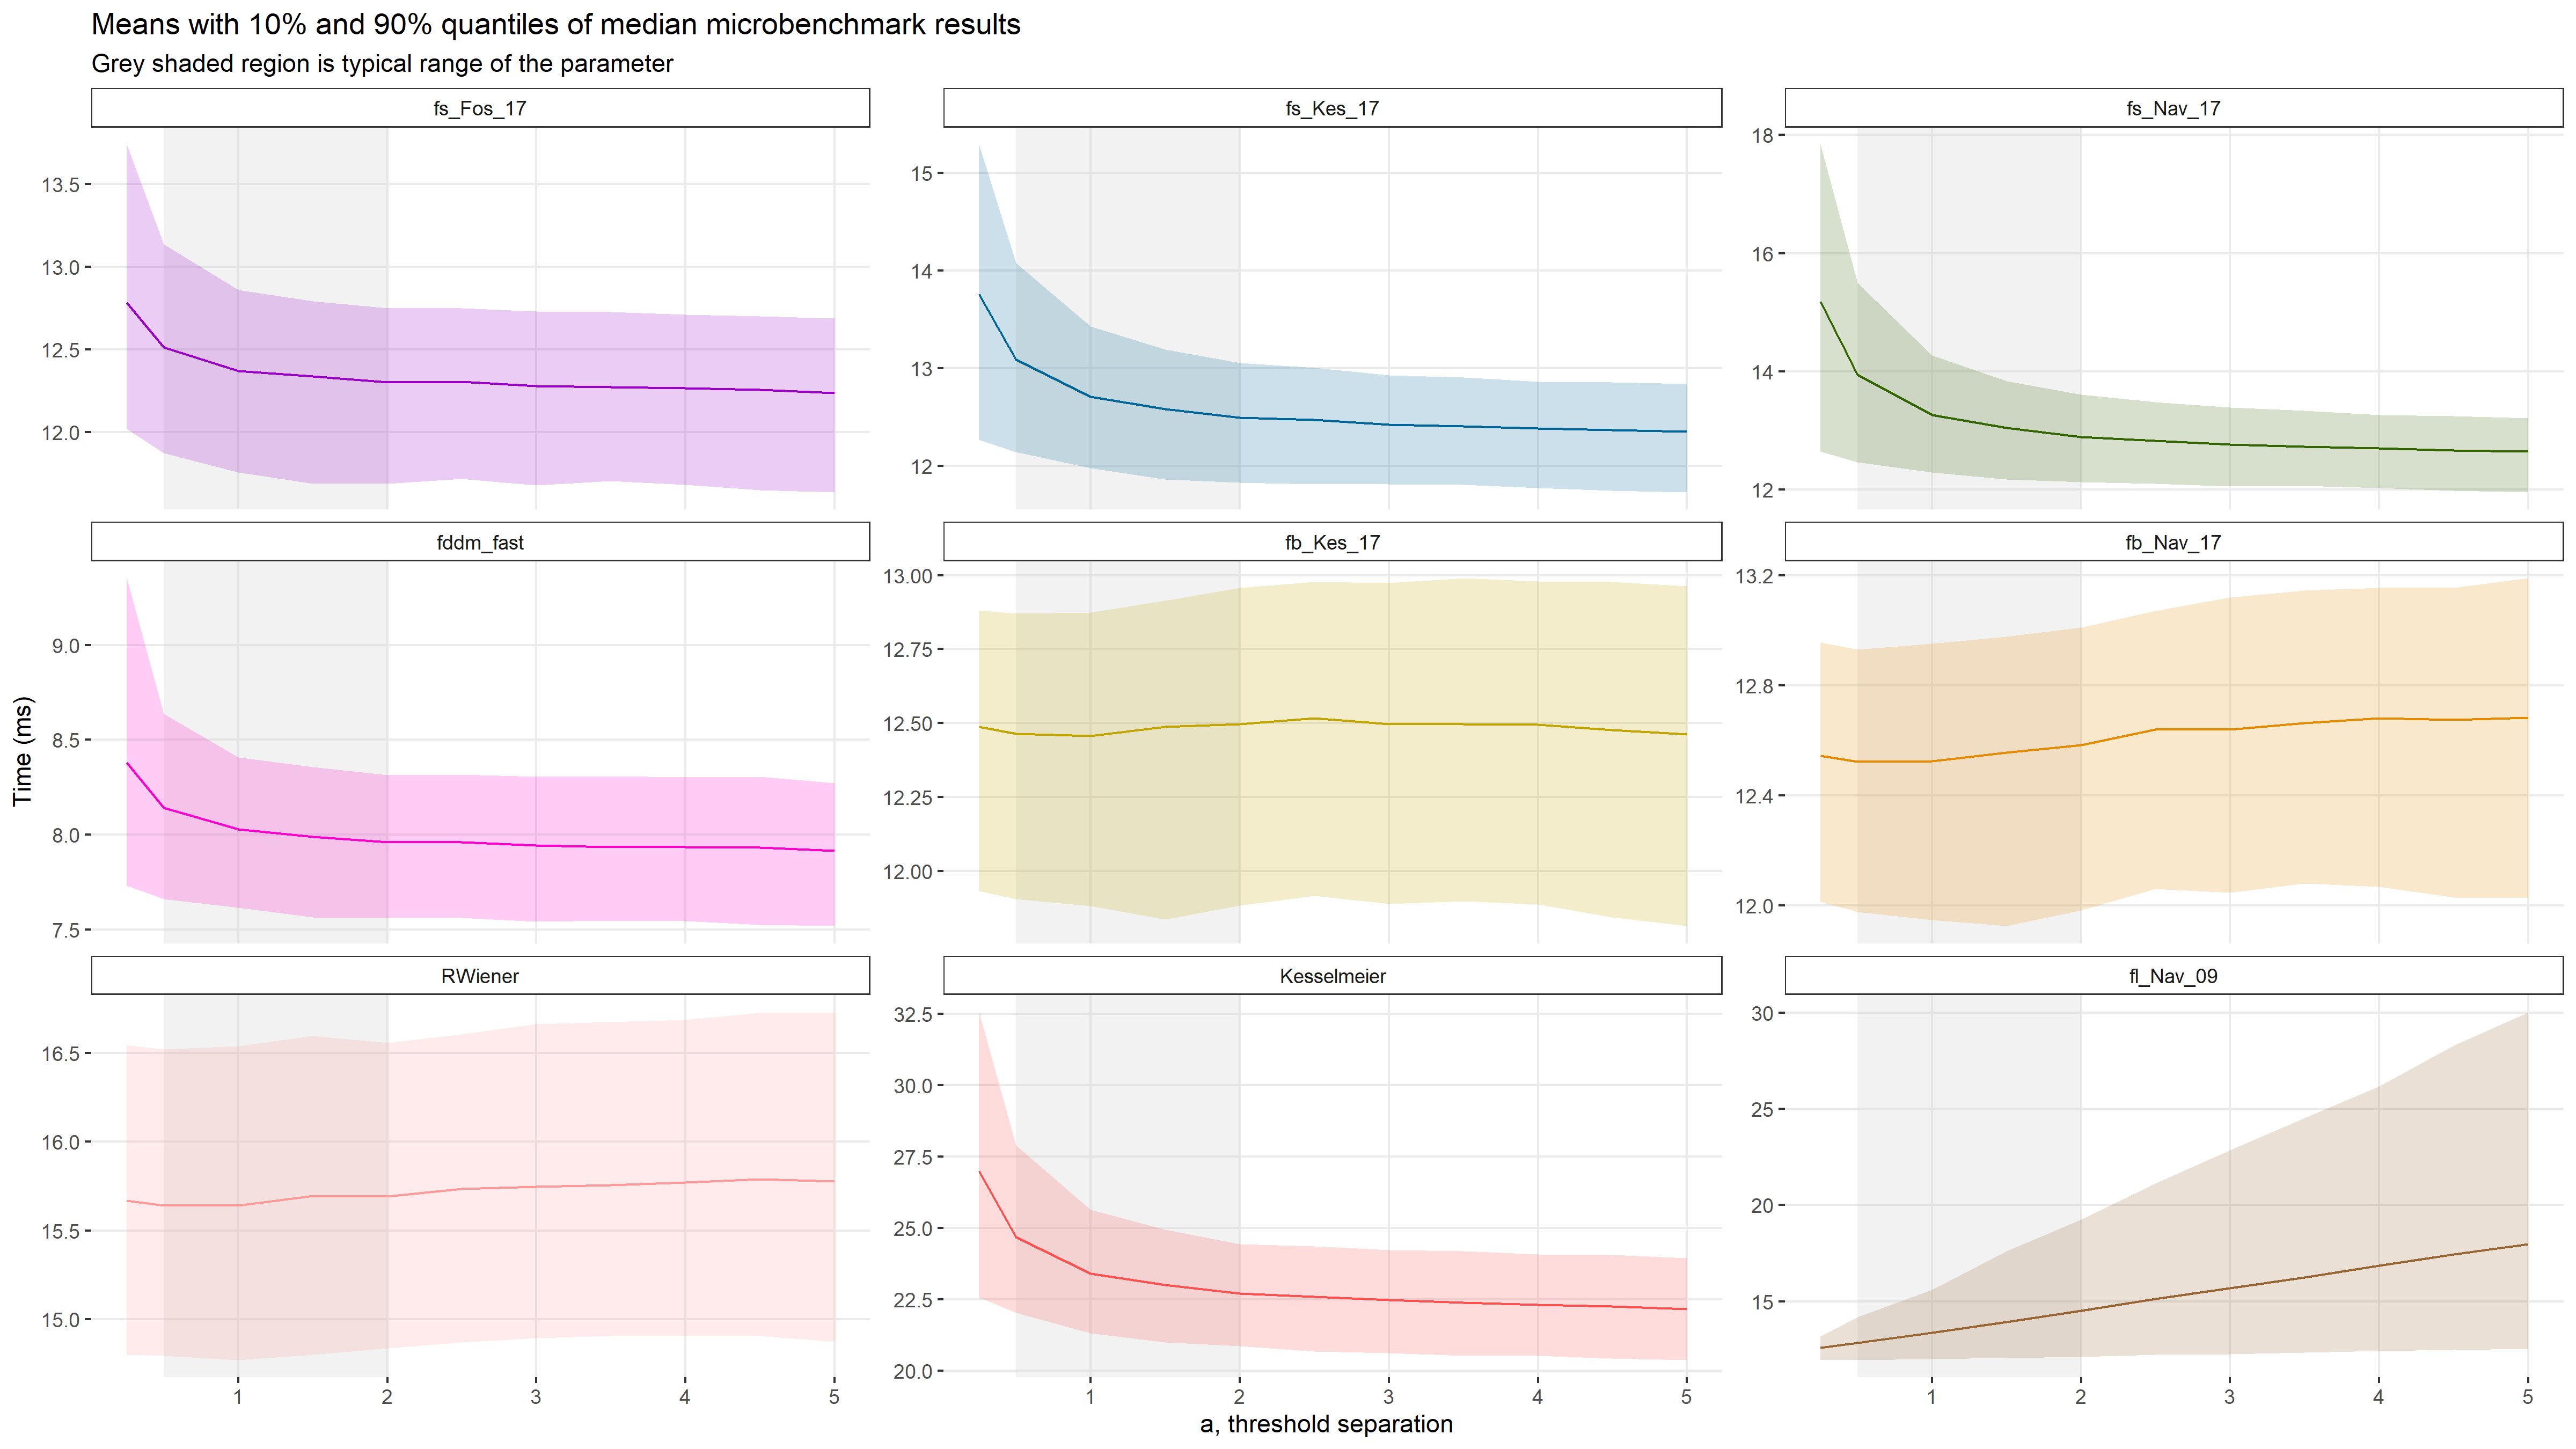 Means with 10% and 90% quantiles of median microbenchmark results
Grey shaded region is typical range of the parameter
fs_Fos_17
fs_Kes_17
fs_Nav_17
13.5
13.0
12.5
12.0
15
14
13
12
18
16
14
12
fddm_fast
fb_Kes_17
fb_Nav_17
9.0
8.5
8.0
7.5
13.00
12.75
12.50
12.25
12.00
13.2
12.8
12.4
12.0
Time (ms)
RWiener
Kesselmeier
fl_Nav_09
16.5
16.0
15.5
15.0
32.5
30.0
27.5
25.0
22.5
20.0
30
25
20
15
1 2 3 4 5
1 2 3 4 5
1 2 3 4 5
a, threshold separation